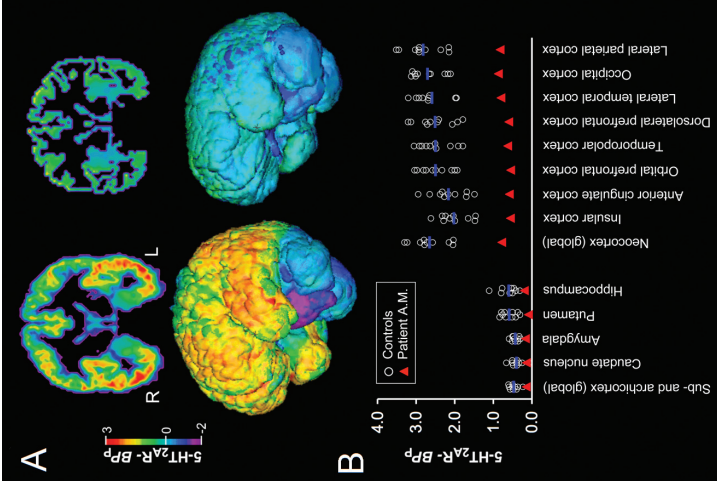 A
5-HT2AR- BPP
3
0
-2
R
L
B
5-HT2AR- BPP
4.0
3.0
2.0
1.0
0.0
Controls
Patient A.M.
Sub- and archicortex (global)
Caudate nucleus
Amygdala
Putamen
Hippocampus
Neocortex (global)
Insular cortex
Anterior cingulate cortex
Orbital prefrontal cortex
Temporopolar cortex
Dorsolateral prefrontal cortex
Lateral temporal cortex
Occipital cortex
Lateral parietal cortex